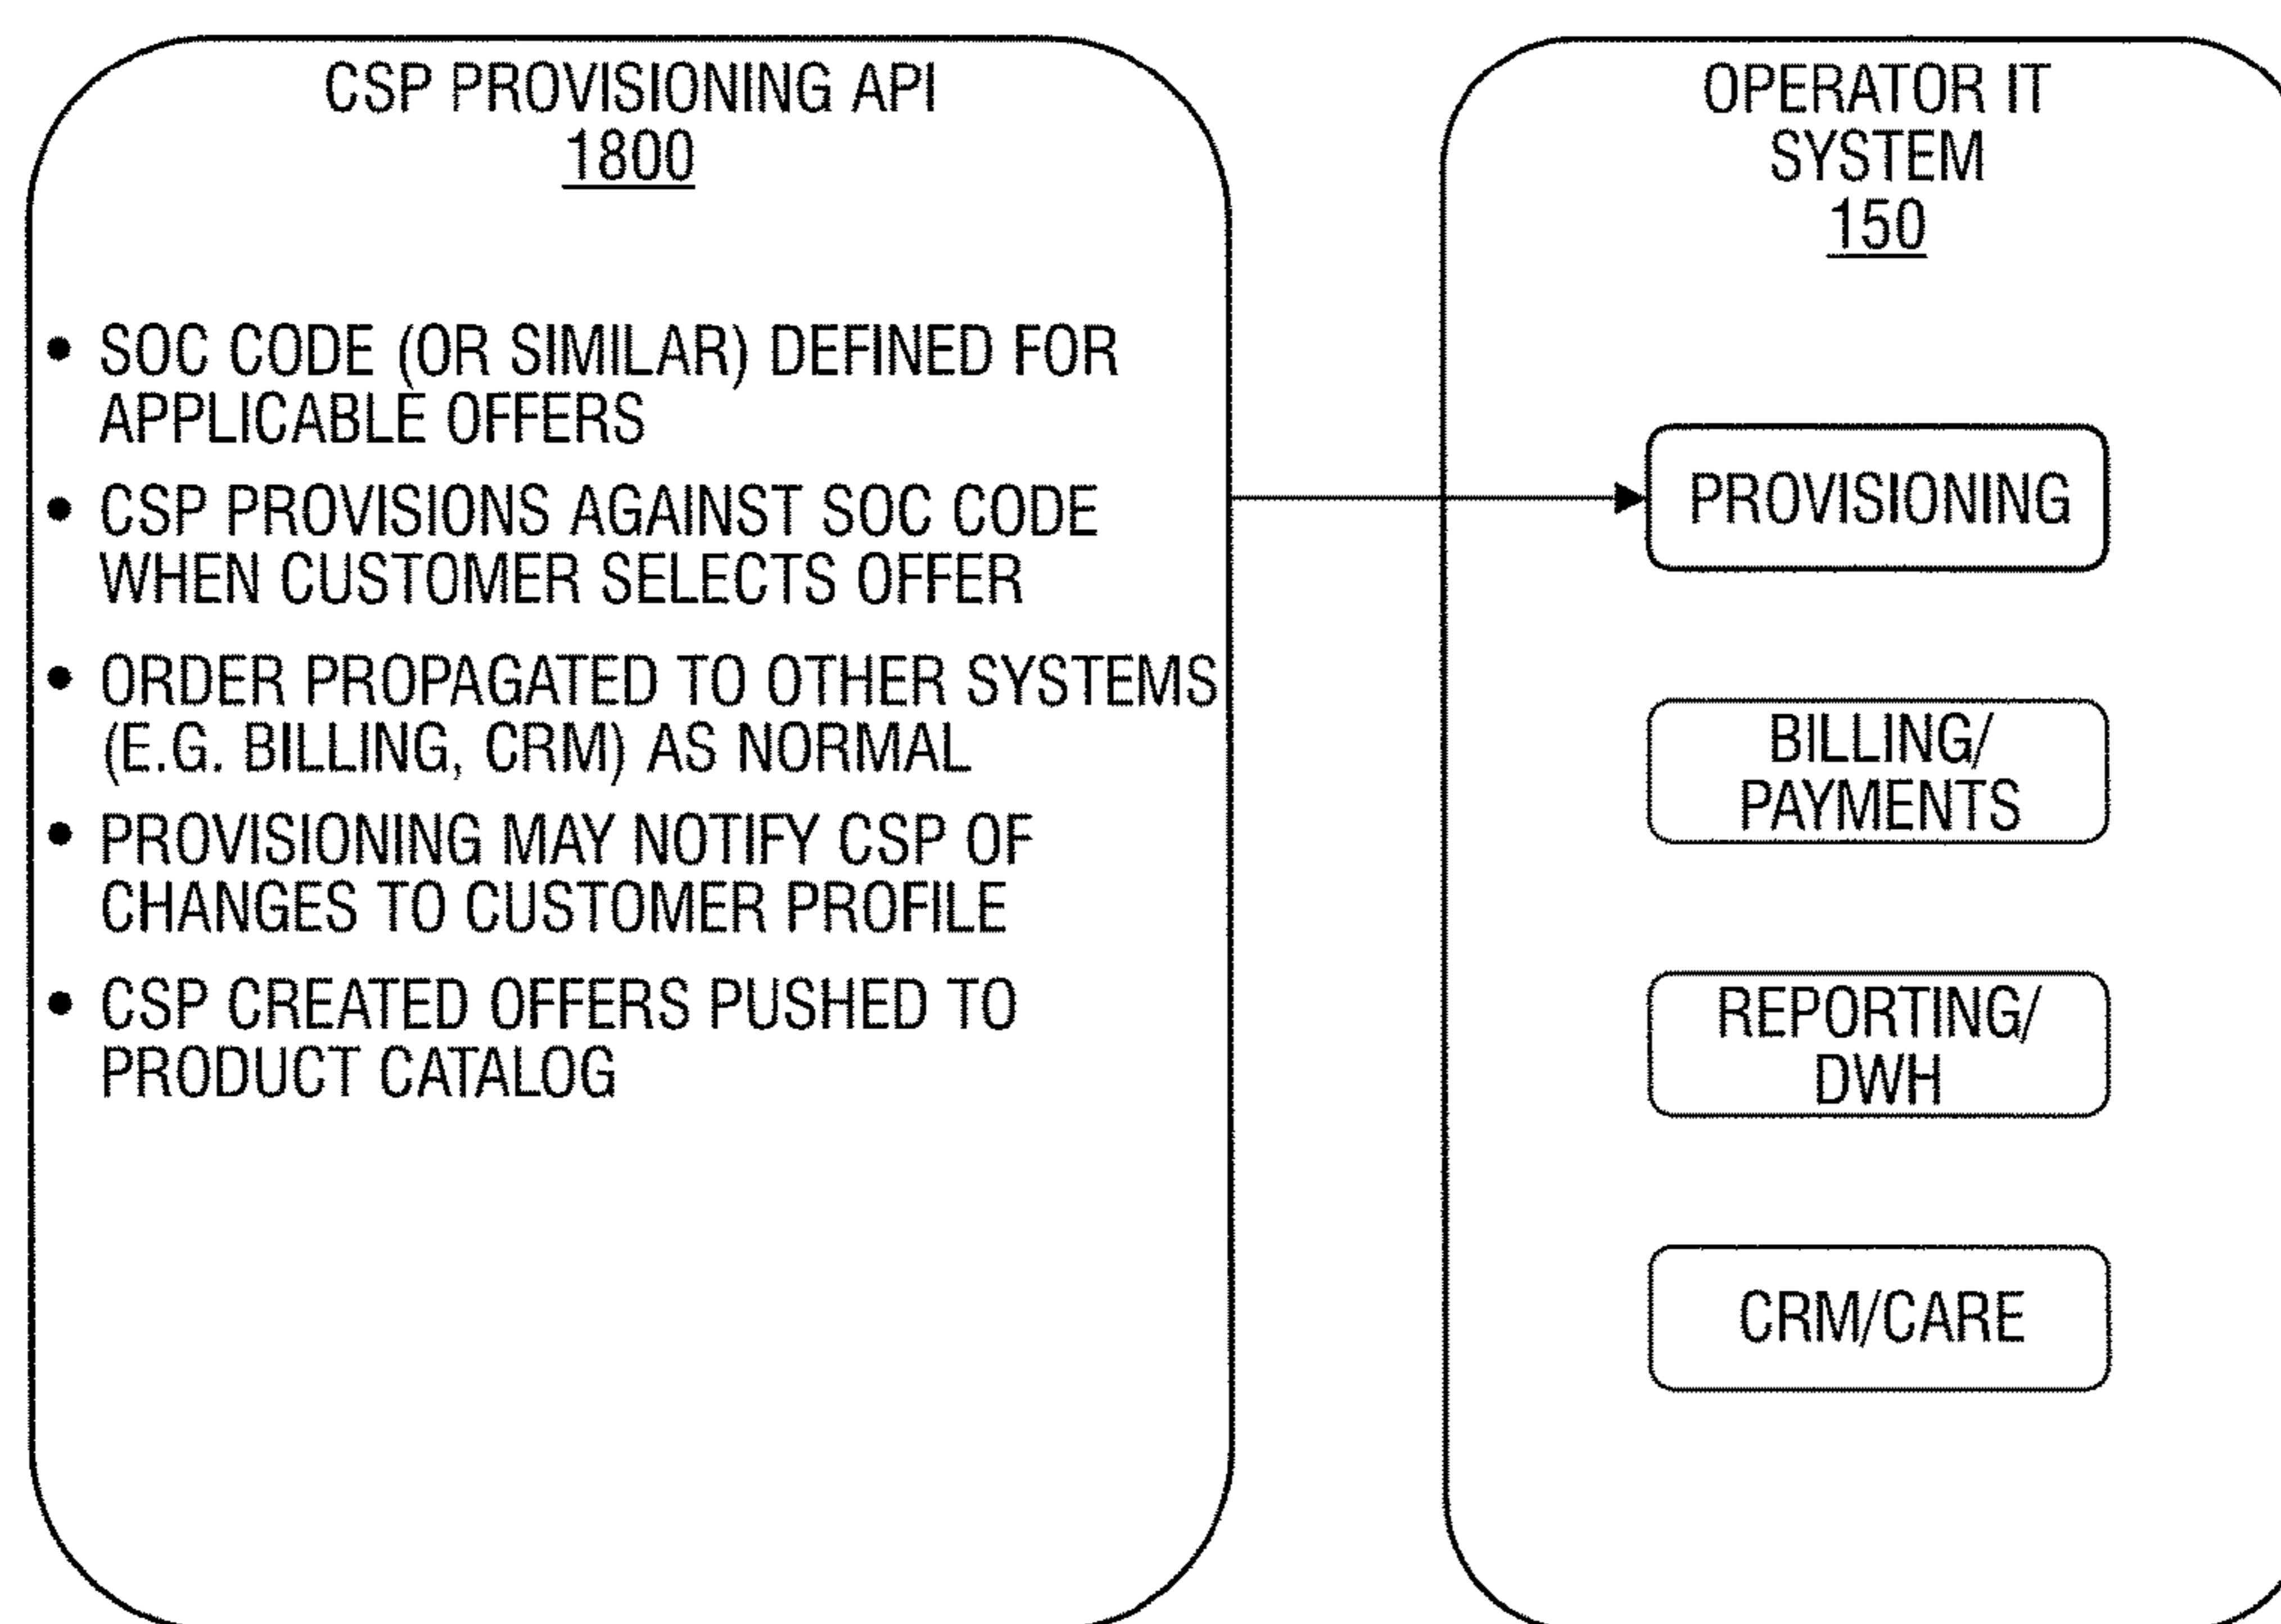 CSP PROVISIONING API
1800
• SOC CODE (OR SIMILAR) DEFINED FOR
APPLICABLE OFFERS
• CSP PROVISIONS AGAINST SOC CODE
WHEN CUSTOMER SELECTS OFFER
• ORDER PROPAGATED TO OTHER SYSTEMS
(E.G. BILLING, CRM) AS NORMAL
• PROVISIONING MAY NOTIFY CSP OF
CHANGES TO CUSTOMER PROFILE
• CSP CREATED OFFERS PUSHED TO
PRODUCT CATALOG
OPERATOR IT
SYSTEM
150
PROVISIONING
BILLING/
PAYMENTS
REPORTING/
DWH
CRM/CARE